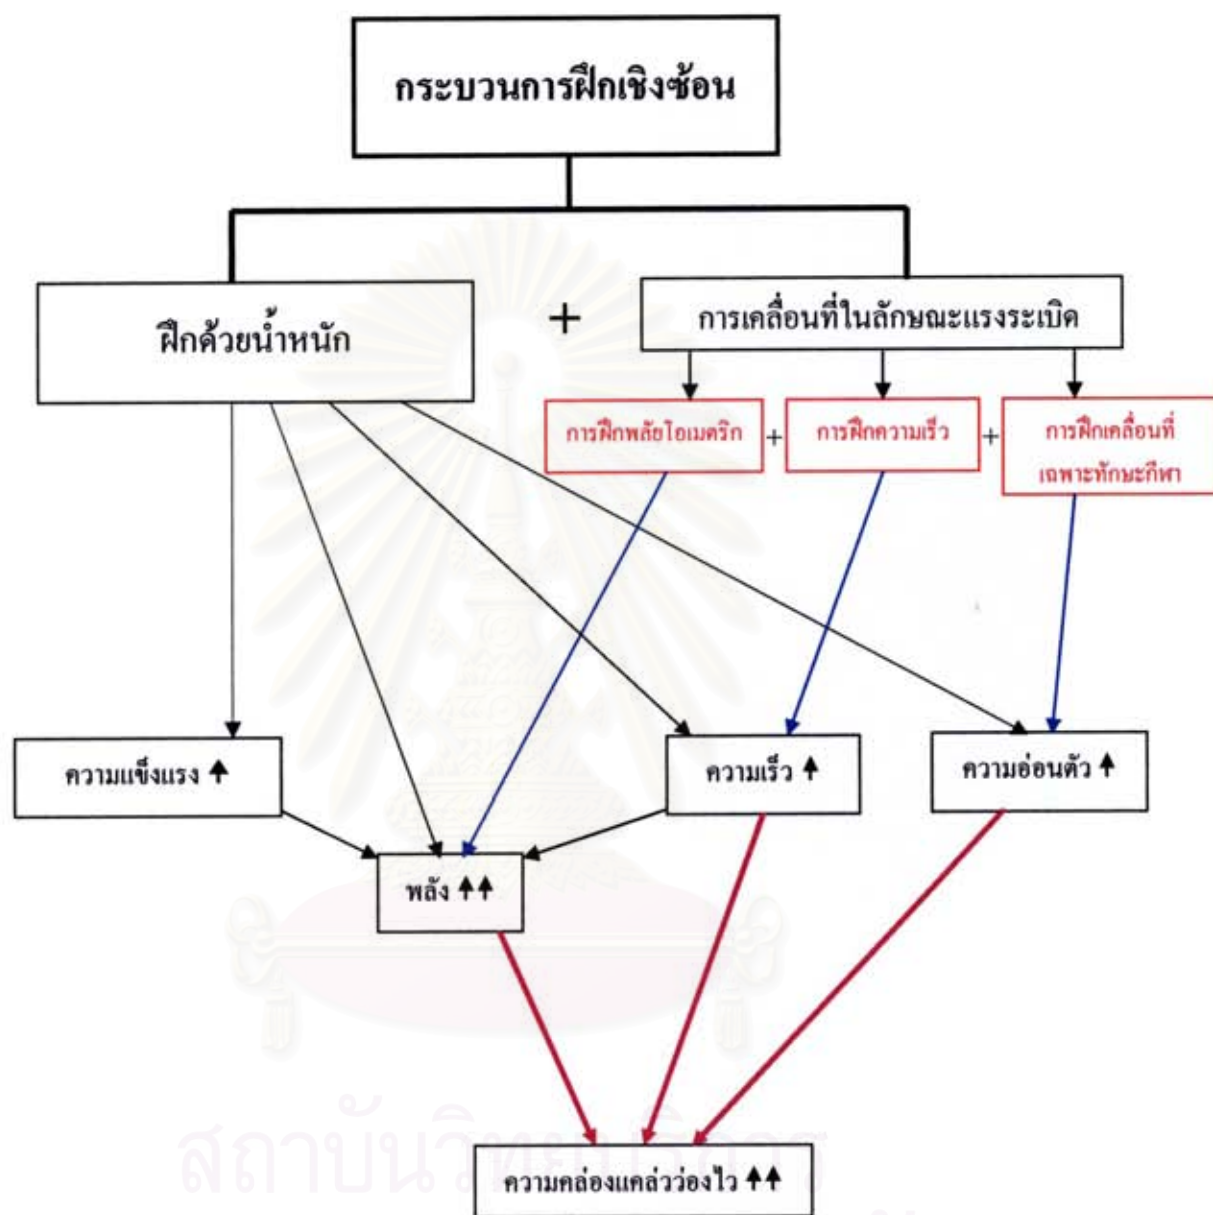 กระบวนการฝึกเชิงซ้อน
ฝึกด้วยน้ำหนัก
+
การเคลื่อนที่ในลักษณะแรงระเบิด
การฝึกพลัยโอเมตริก
+
การฝึกความเร็ว
+
การฝึกเคลื่อนที่
เฉพาะทักษะกีฬา
ความแข็งแรง ↑
ความเร็ว ↑
ความอ่อนตัว ↑
พลัง ↑↑
สถาบันวิทยบริการ
ความคล่องแคล่วว่องไว ↑↑